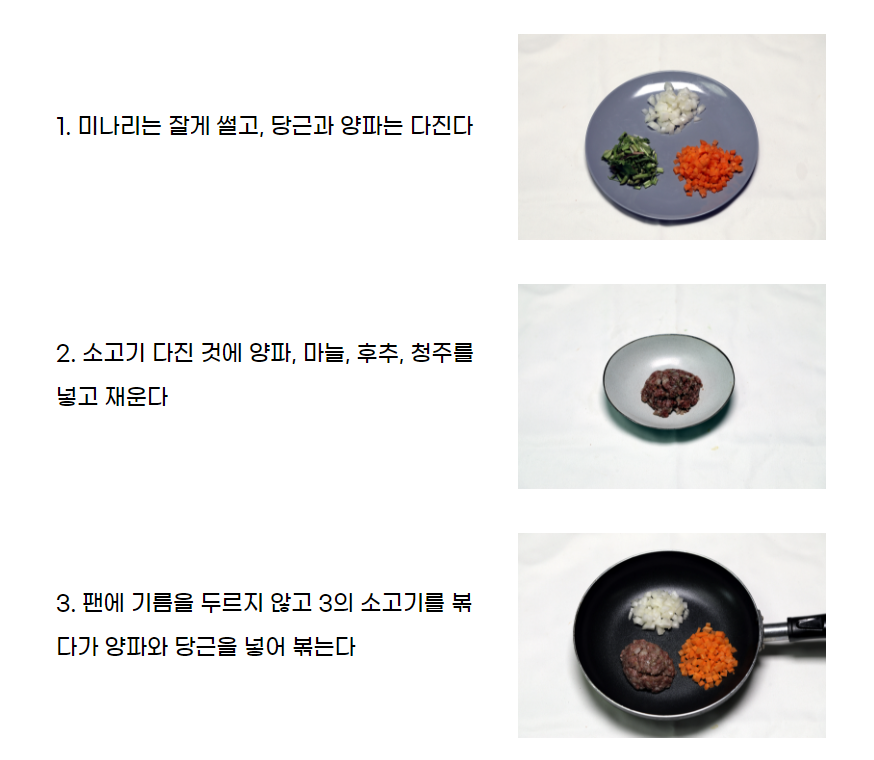 1. 미나리는 잘게 썰고, 당근과 양파는 다진다
2. 소고기 다진 것에 양파, 마늘, 후추, 청주를
넣고 재운다
3. 팬에 기름을 두르지 않고 3의 소고기를 볶
다가 양파와 당근을 넣어 볶는다